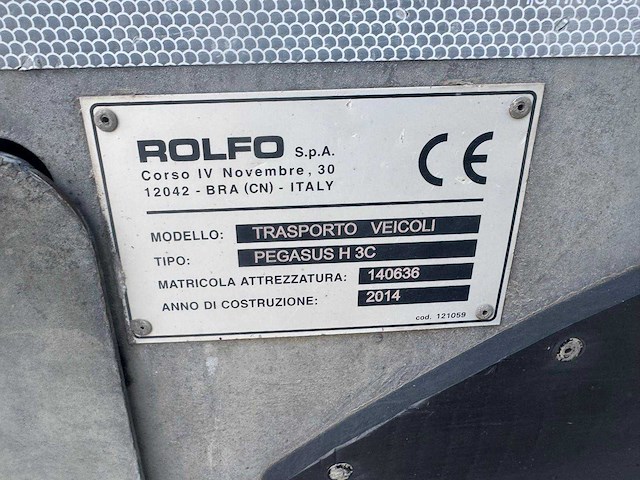 ROLFO S.p.A.
Corso IV Novembre, 30
12042 - BRA (CN) - ITALY
CE
MODELLO: TRASPORTO VEICOLI
TIPO: PEGASUS H 3C
MATRICOLA ATTREZZATURA: 140636
ANNO DI COSTRUZIONE: 2014
cod. 121059